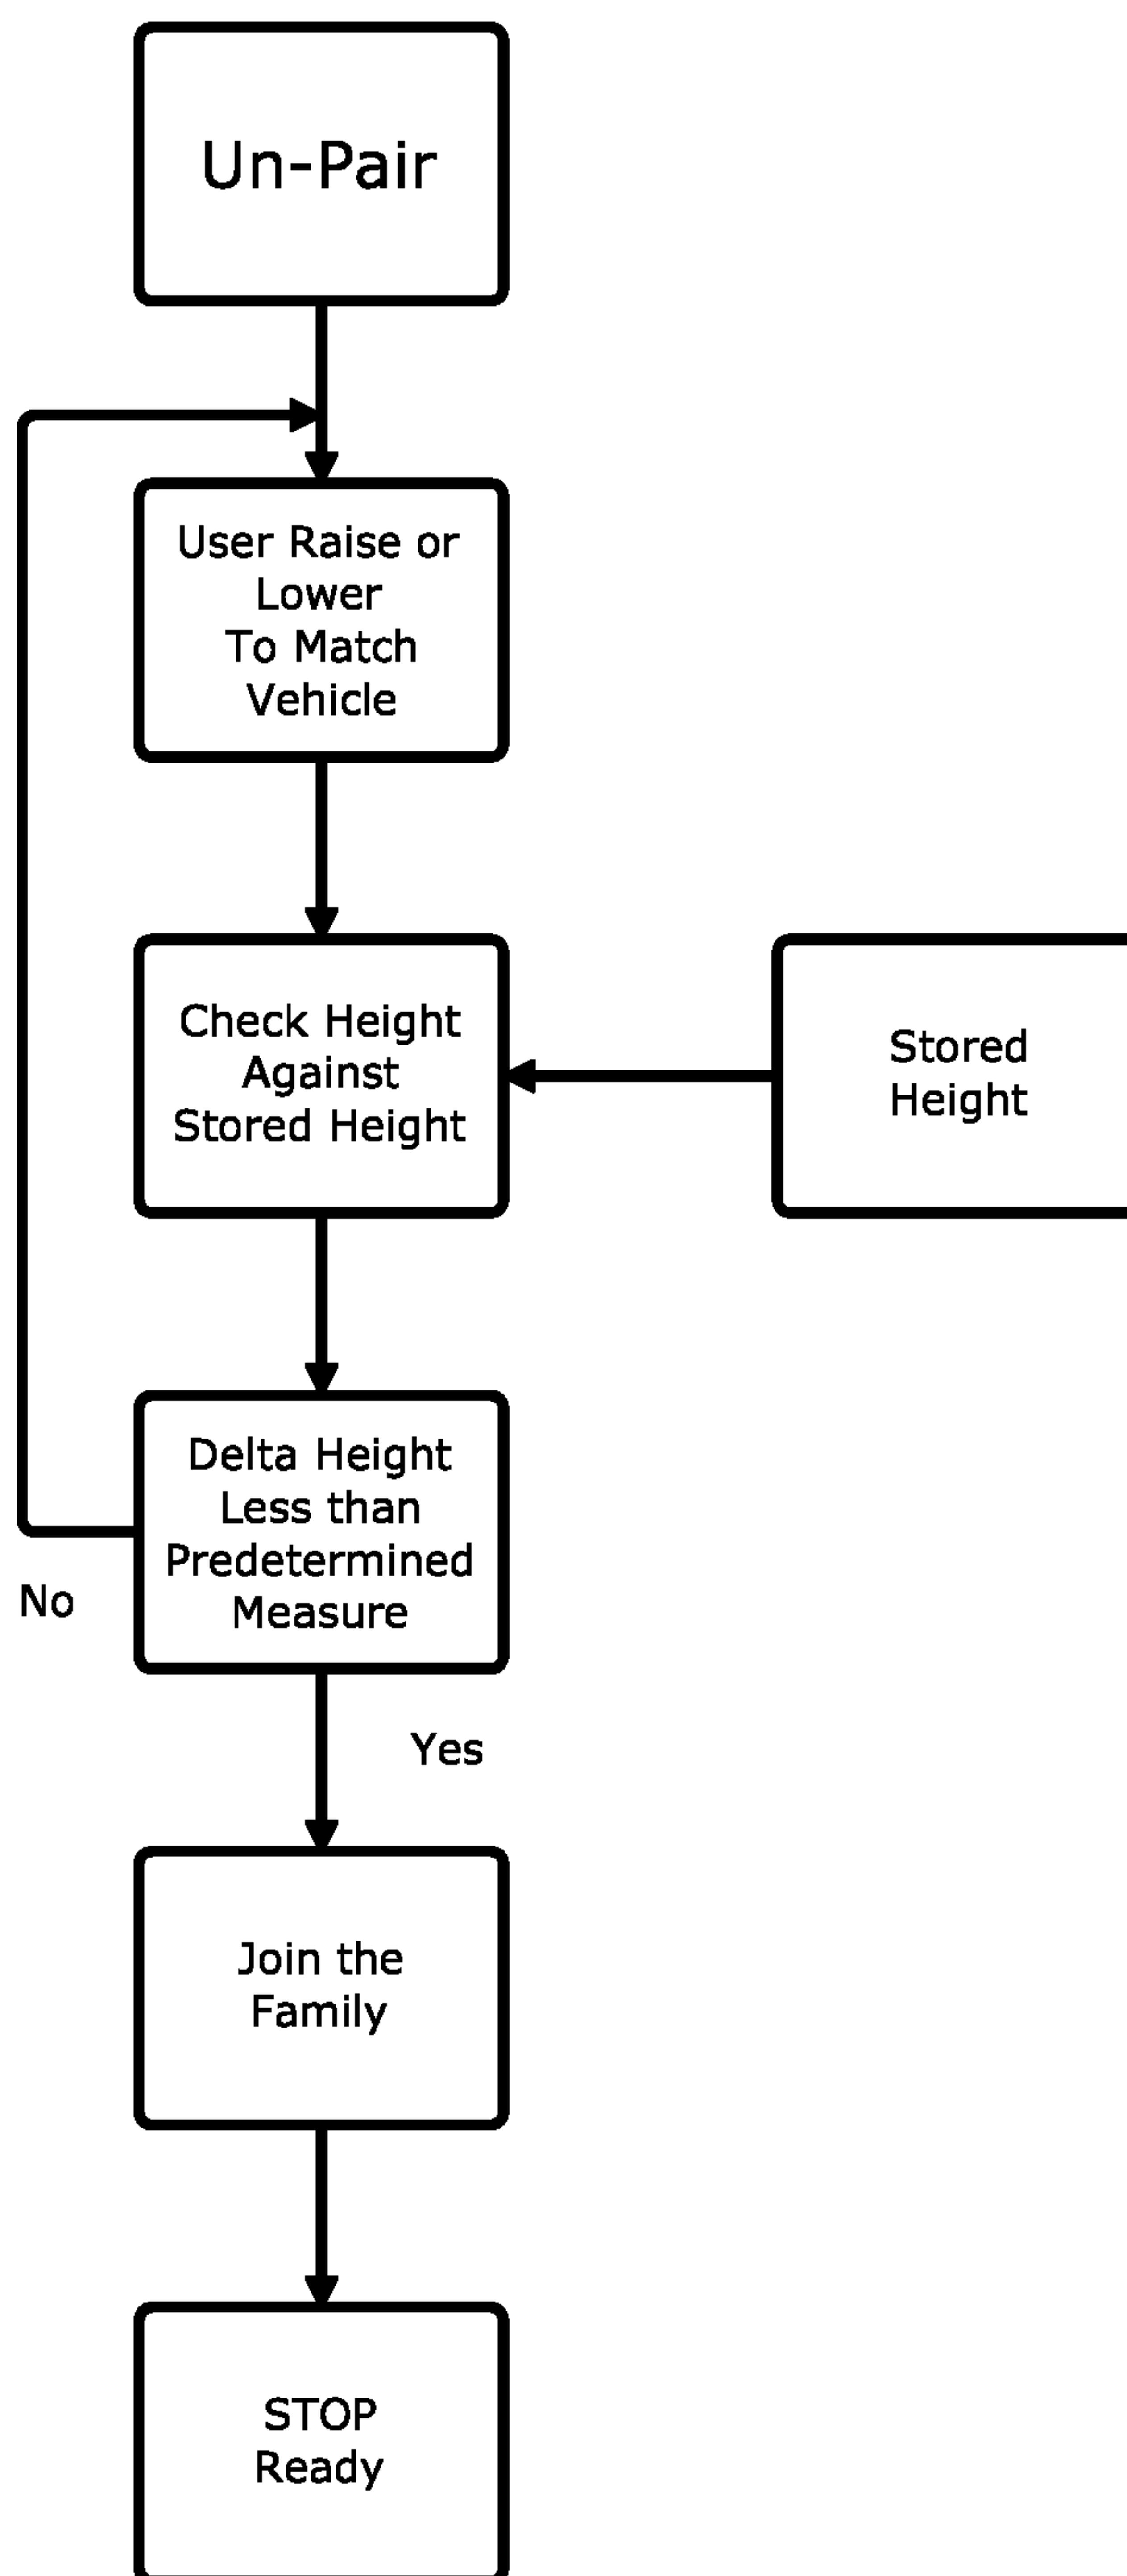 Un-Pair
User Raise or
Lower
To Match
Vehicle
Check Height
Against
Stored Height
Stored
Height
Delta Height
Less than
Predetermined
Measure
No
Yes
Join the
Family
STOP
Ready